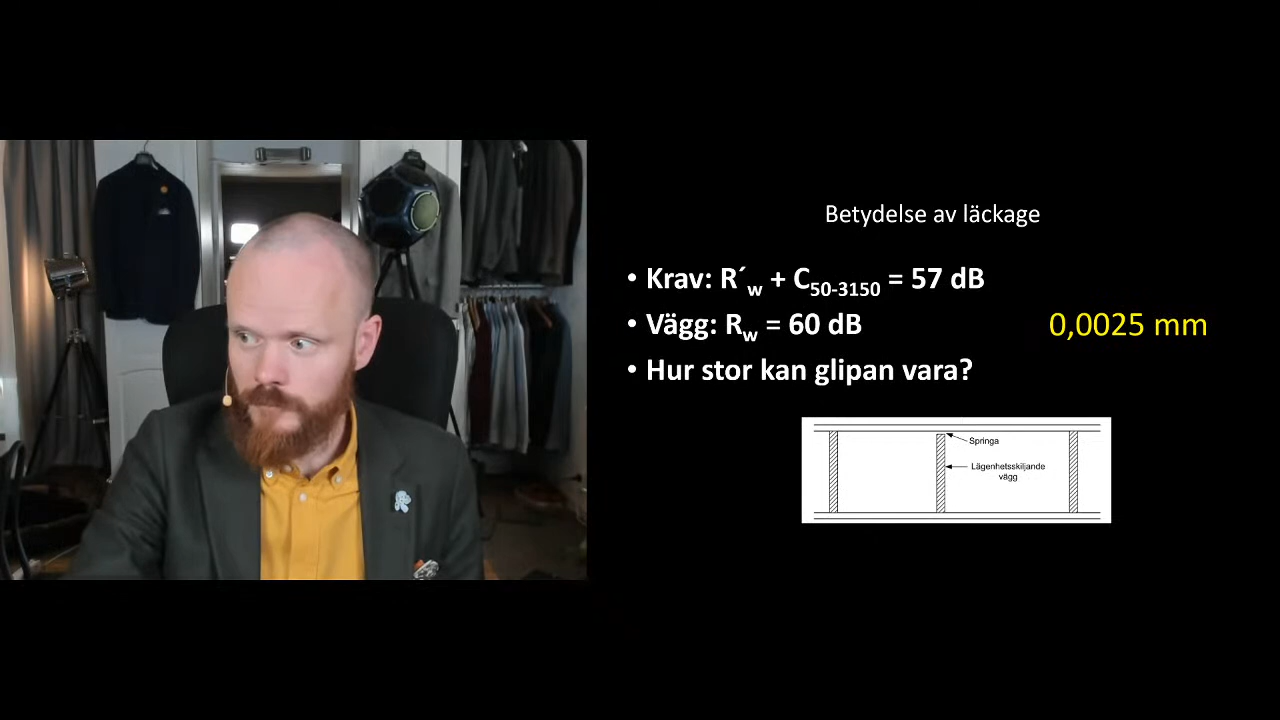 Betydelse av läckage
• Krav: R´w + C50-3150 = 57 dB
• Vägg: Rw = 60 dB
0,0025 mm
• Hur stor kan glipan vara?
Springa
Lägenhetsskiljande
vägg